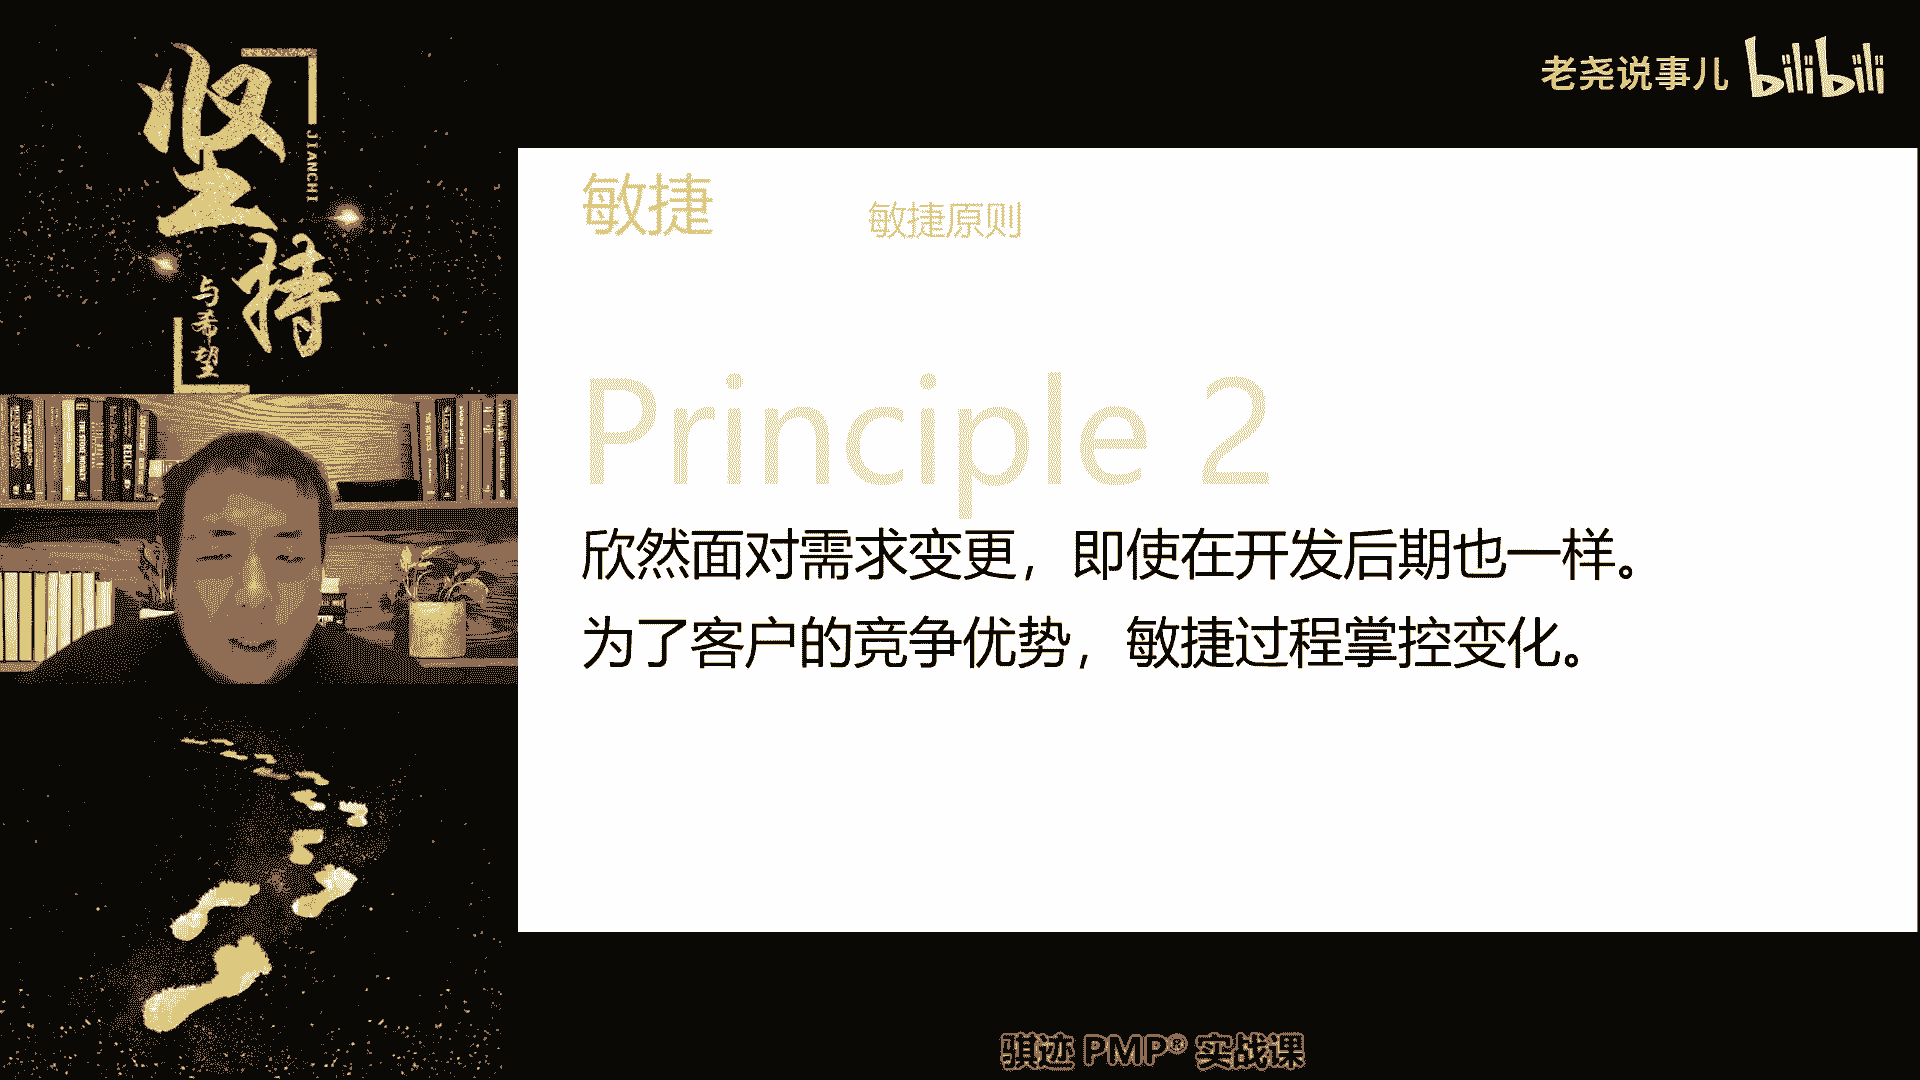 坚持
JIANCHI
与希望
老尧说事儿 bilibili
敏捷
敏捷原则
Principle 2
欣然面对需求变更，即使在开发后期也一样。
为了客户的竞争优势，敏捷过程掌控变化。
骐迹 PMP® 实战课